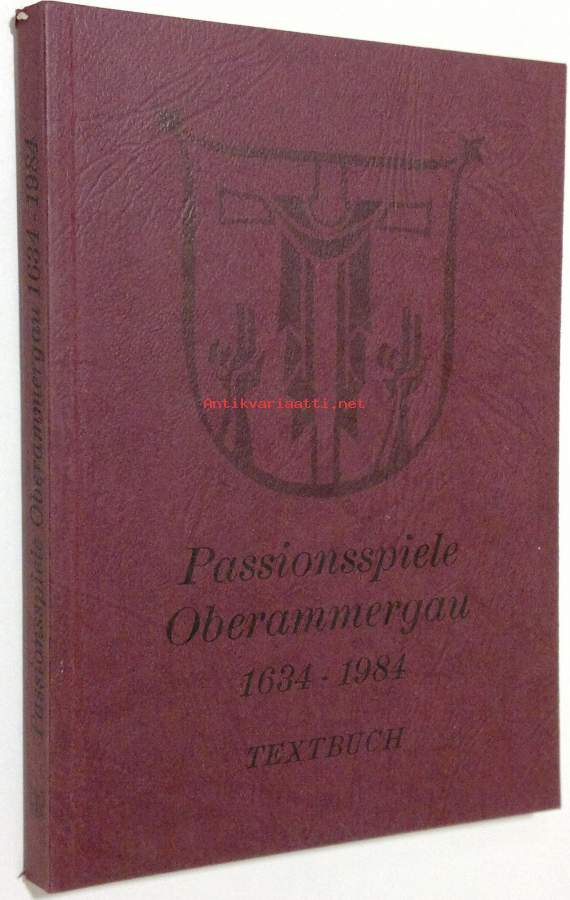 Passionsspiele Oberammergau 1634 - 1984
Antikvariaatti.net
Passionsspiele
Oberammergau
1634 - 1984
TEXTBUCH